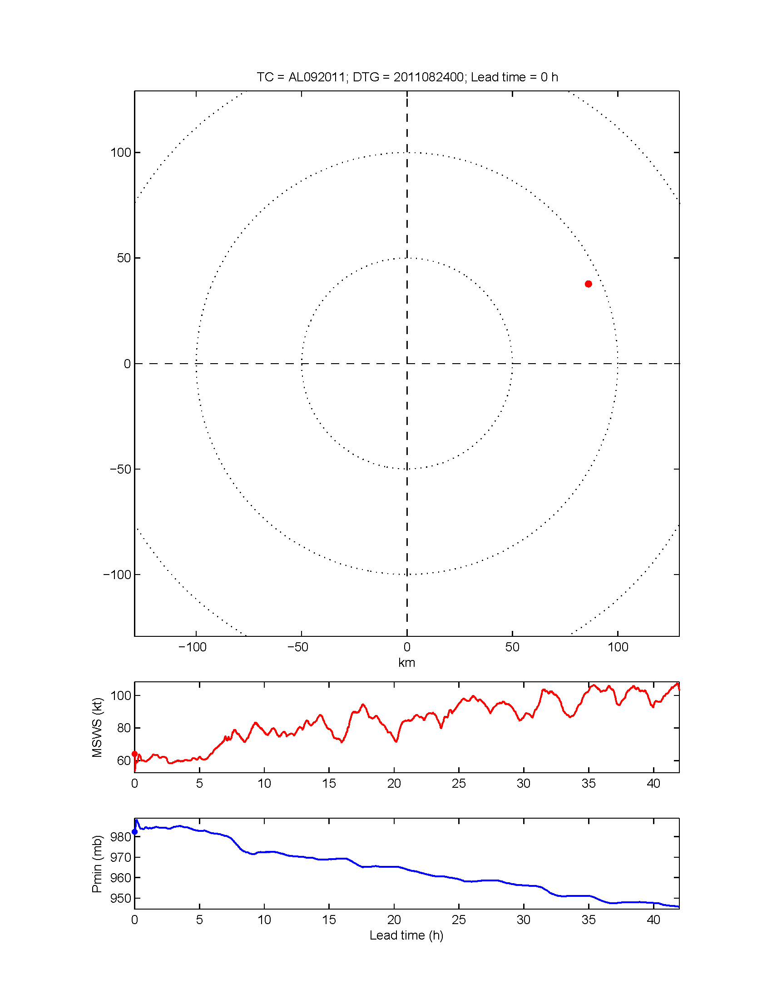 TC = AL092011; DTG = 2011082400; Lead time = 0 h
100
50
0
−50
−100
−100 −50 0 50 100
km
MSWS (kt)
100
80
60
0 5 10 15 20 25 30 35 40
Pmin (mb)
980
970
960
950
0 5 10 15 20 25 30 35 40
Lead time (h)